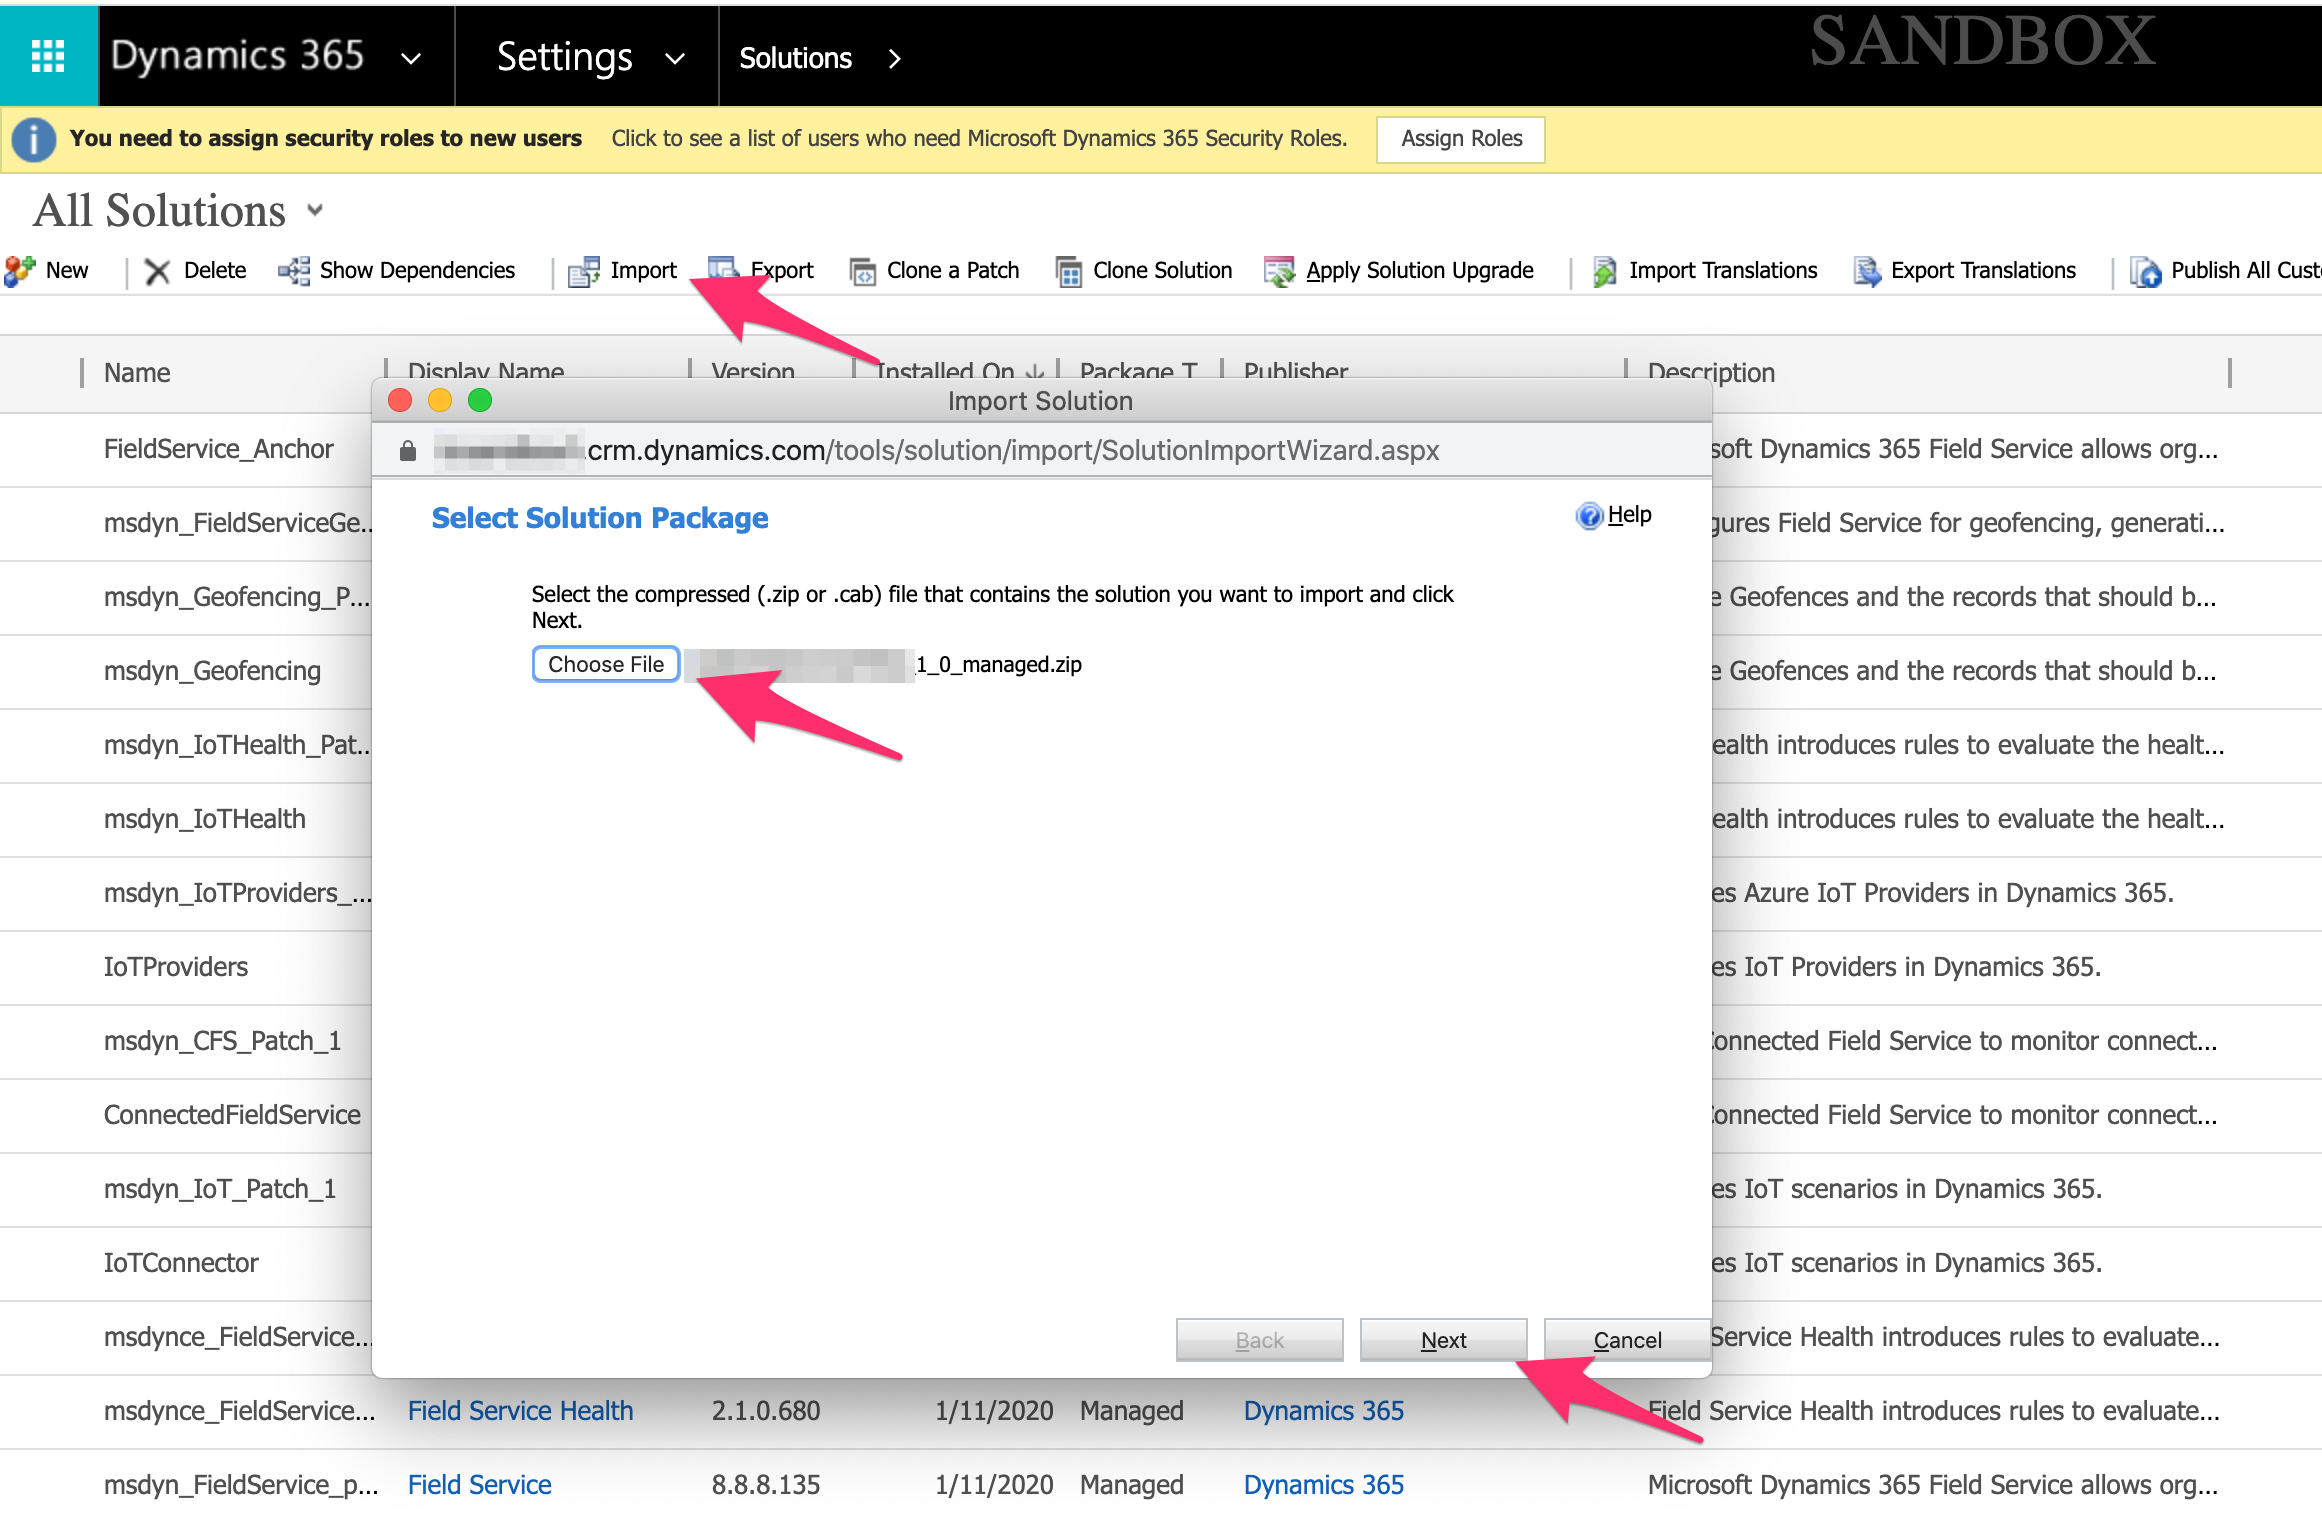 Dynamics 365 Settings Solutions SANDBOX
You need to assign security roles to new users Click to see a list of users who need Microsoft Dynamics 365 Security Roles. Assign Roles
All Solutions
New Delete Show Dependencies Import Export Clone a Patch Clone Solution Apply Solution Upgrade Import Translations Export Translations Publish All Cust
Name Display Name Version Installed On Package T Publisher Description
Import Solution
.crm.dynamics.com/tools/solution/import/SolutionImportWizard.aspx
Select Solution Package
Help
Select the compressed (.zip or .cab) file that contains the solution you want to import and click
Next.
Choose File 1_0_managed.zip
Back Next Cancel
FieldService_Anchor soft Dynamics 365 Field Service allows org...
msdyn_FieldServiceGe... gures Field Service for geofencing, generati...
msdyn_Geofencing_P... e Geofences and the records that should b...
msdyn_Geofencing e Geofences and the records that should b...
msdyn_IoTHealth_Pat... ealth introduces rules to evaluate the healt...
msdyn_IoTHealth ealth introduces rules to evaluate the healt...
msdyn_IoTProviders_... es Azure IoT Providers in Dynamics 365.
IoTProviders es IoT Providers in Dynamics 365.
msdyn_CFS_Patch_1 onnected Field Service to monitor connect...
ConnectedFieldService onnected Field Service to monitor connect...
msdyn_IoT_Patch_1 es IoT scenarios in Dynamics 365.
IoTConnector es IoT scenarios in Dynamics 365.
msdynce_FieldService... Service Health introduces rules to evaluate...
msdynce_FieldService... Field Service Health 2.1.0.680 1/11/2020 Managed Dynamics 365 Field Service Health introduces rules to evaluate...
msdyn_FieldService_p... Field Service 8.8.8.135 1/11/2020 Managed Dynamics 365 Microsoft Dynamics 365 Field Service allows org...